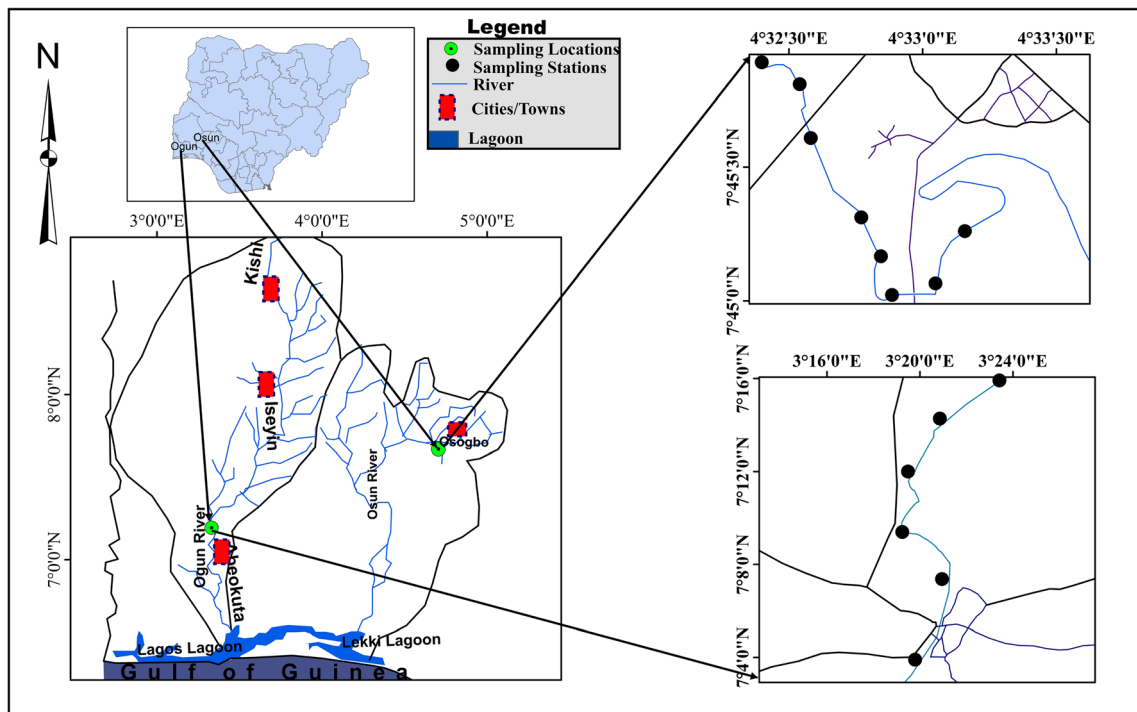 N
Osun
Ogun
Legend
Sampling Locations
Sampling Stations
River
Cities/Towns
Lagoon
3°0'0"E
4°0'0"E
5°0'0"E
8°0'0"N
7°0'0"N
Kishi
Iseyin
Osogbo
Osun River
Ogun River
Abeokuta
Lagos Lagoon
Lekki Lagoon
Gulf of Guinea
4°32'30"E
4°33'0"E
4°33'30"E
7°45'30"N
7°45'0"N
3°16'0"E
3°20'0"E
3°24'0"E
7°16'0"N
7°12'0"N
7°8'0"N
7°4'0"N